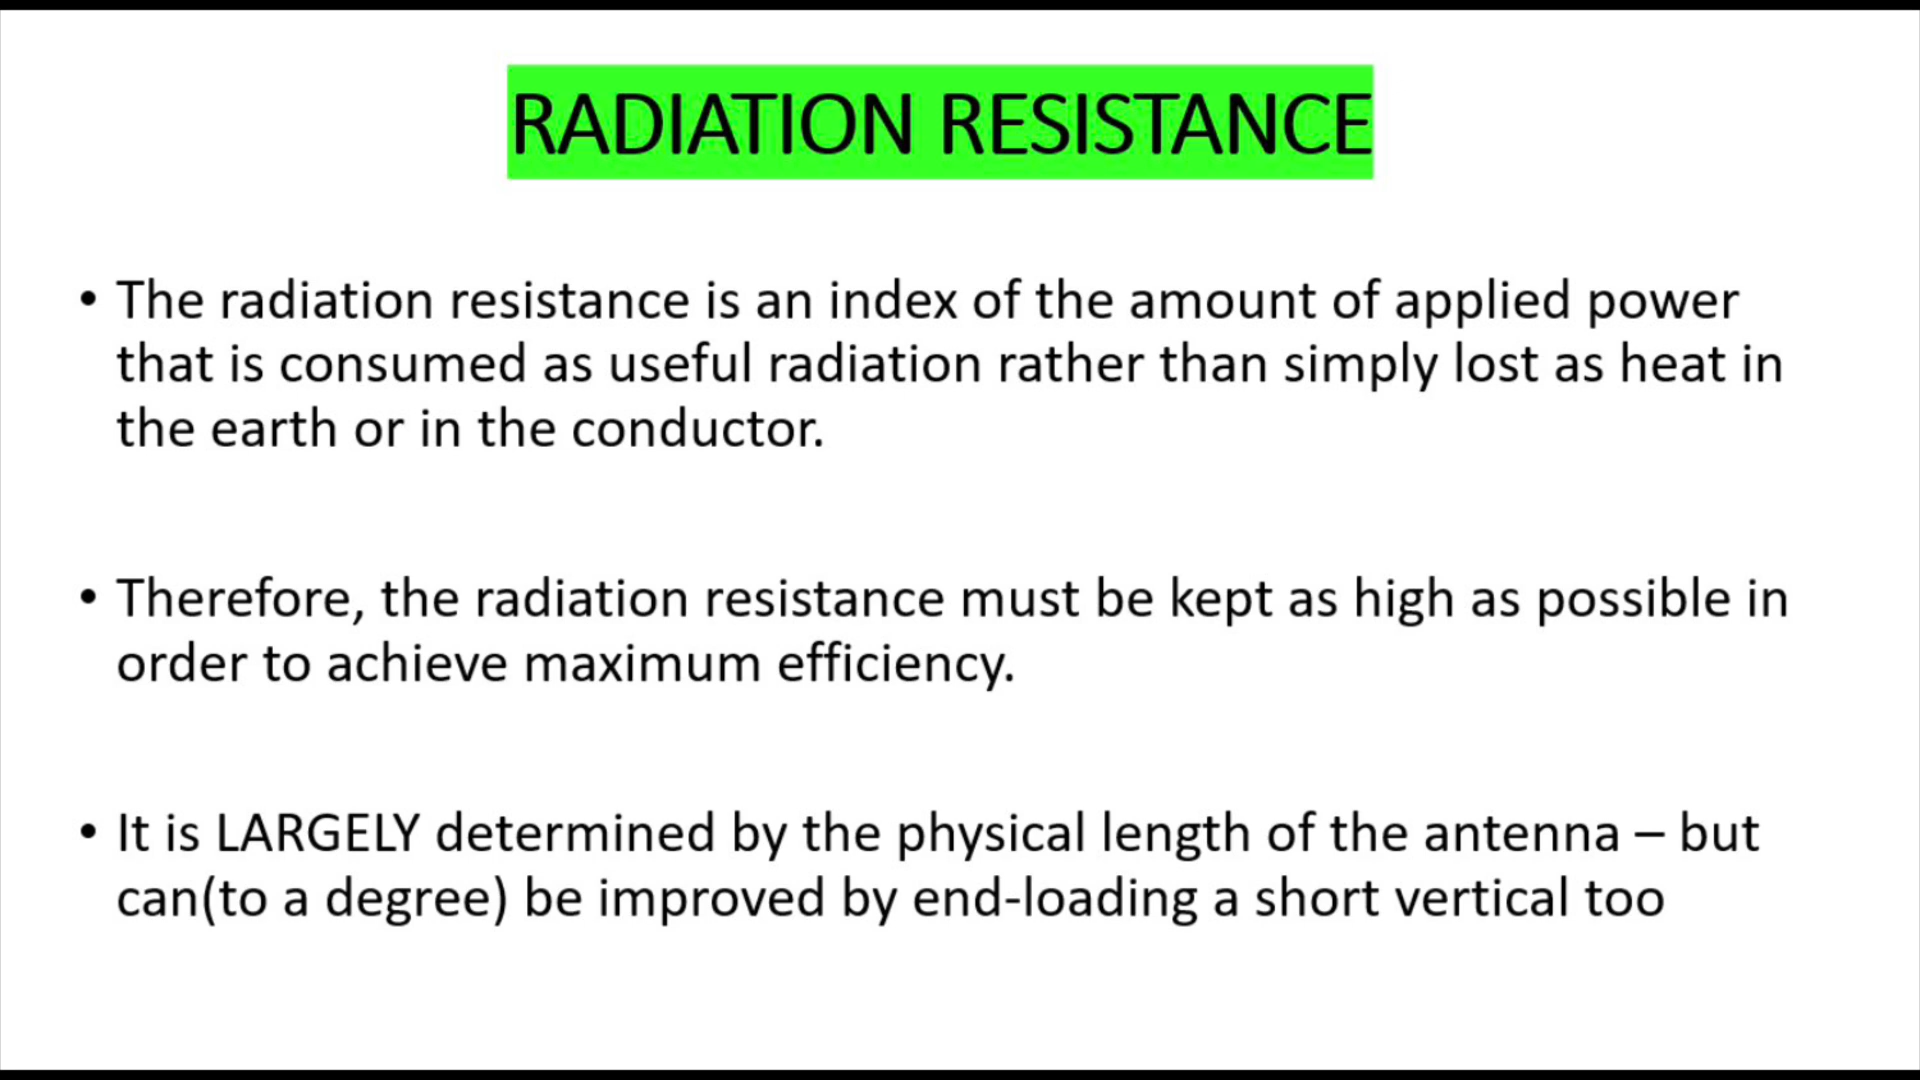 RADIATION RESISTANCE
• The radiation resistance is an index of the amount of applied power
that is consumed as useful radiation rather than simply lost as heat in
the earth or in the conductor.
• Therefore, the radiation resistance must be kept as high as possible in
order to achieve maximum efficiency.
• It is LARGELY determined by the physical length of the antenna – but
can(to a degree) be improved by end-loading a short vertical too